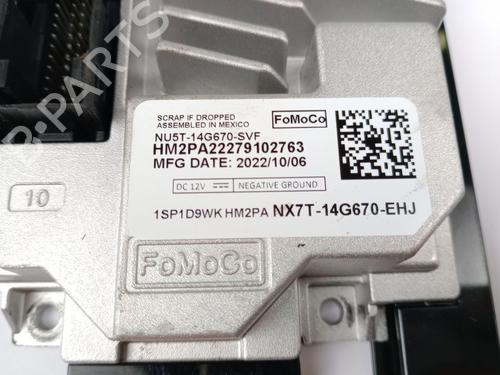 SCRAP IF DROPPED
ASSEMBLED IN MEXICO
FoMoCo
NU5T-14G670-SVF
HM2PA22279102763
MFG DATE: 2022/10/06
DC 12V NEGATIVE GROUND
1SP1D9WK HM2PA NX7T-14G670-EHJ
10
FoMoCo
B-PARTS